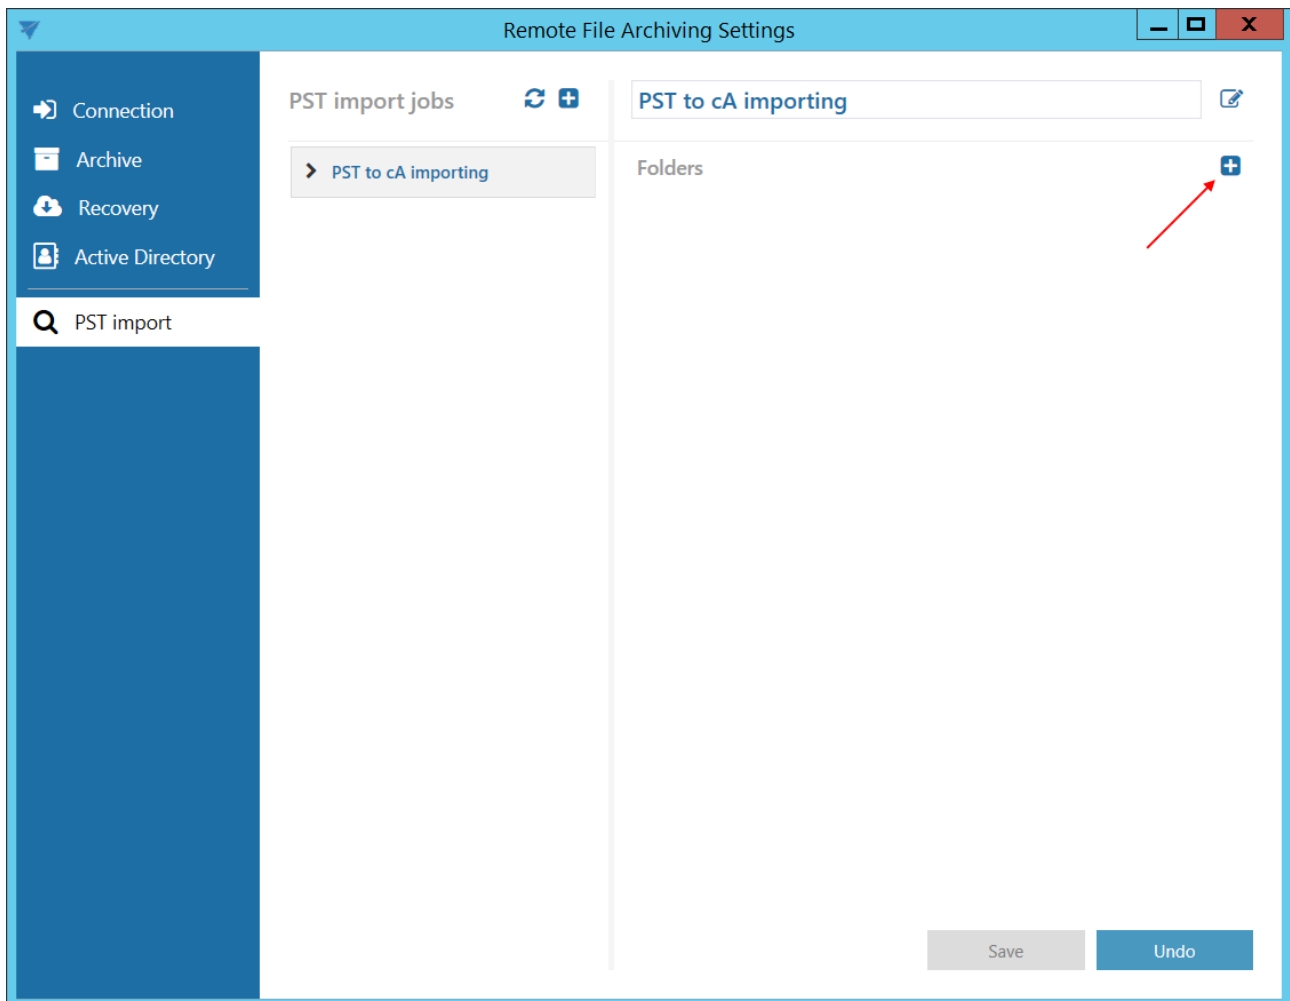 Remote File Archiving Settings
Connection
Archive
Recovery
Active Directory
PST import
PST import jobs
PST to cA importing
PST to cA importing
Folders
Save
Undo